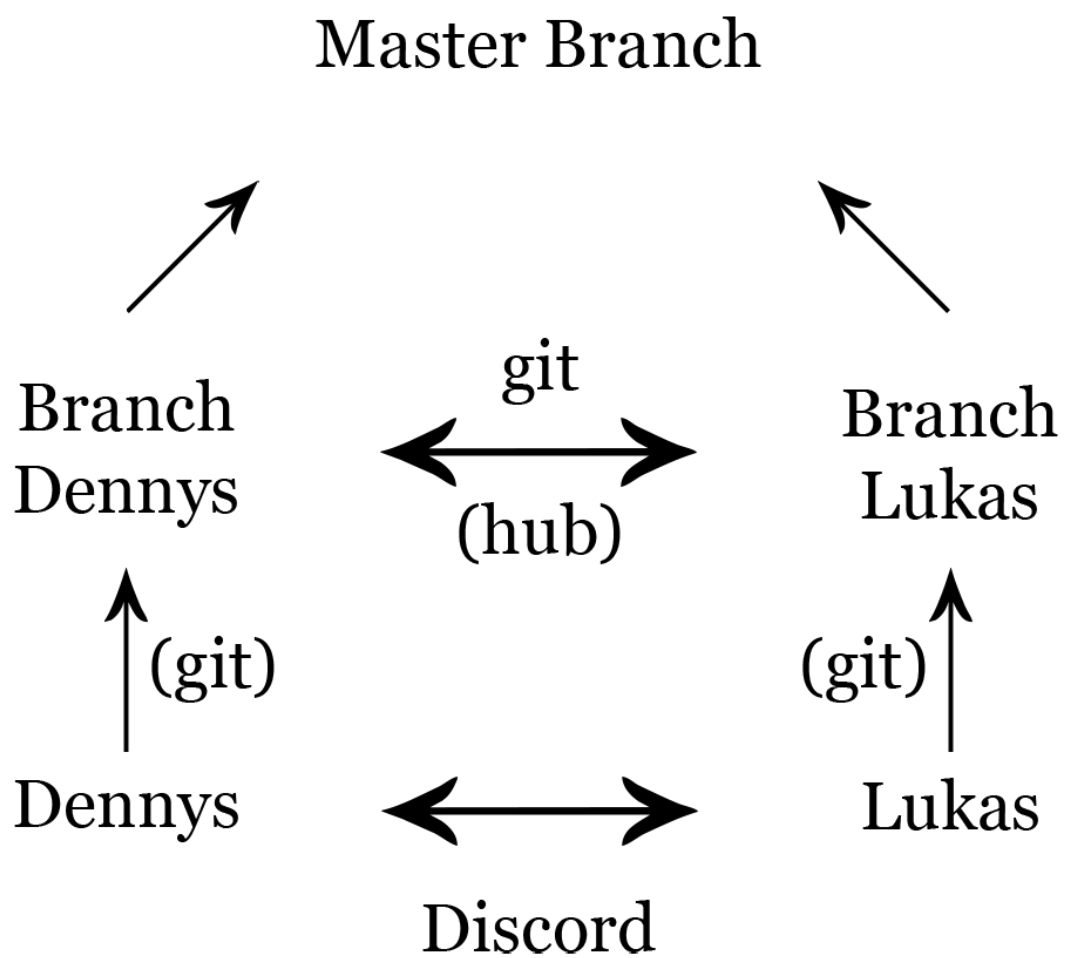 Master Branch
git
Branch
Dennys
(hub)
Branch
Lukas
(git)
(git)
Dennys
Lukas
Discord